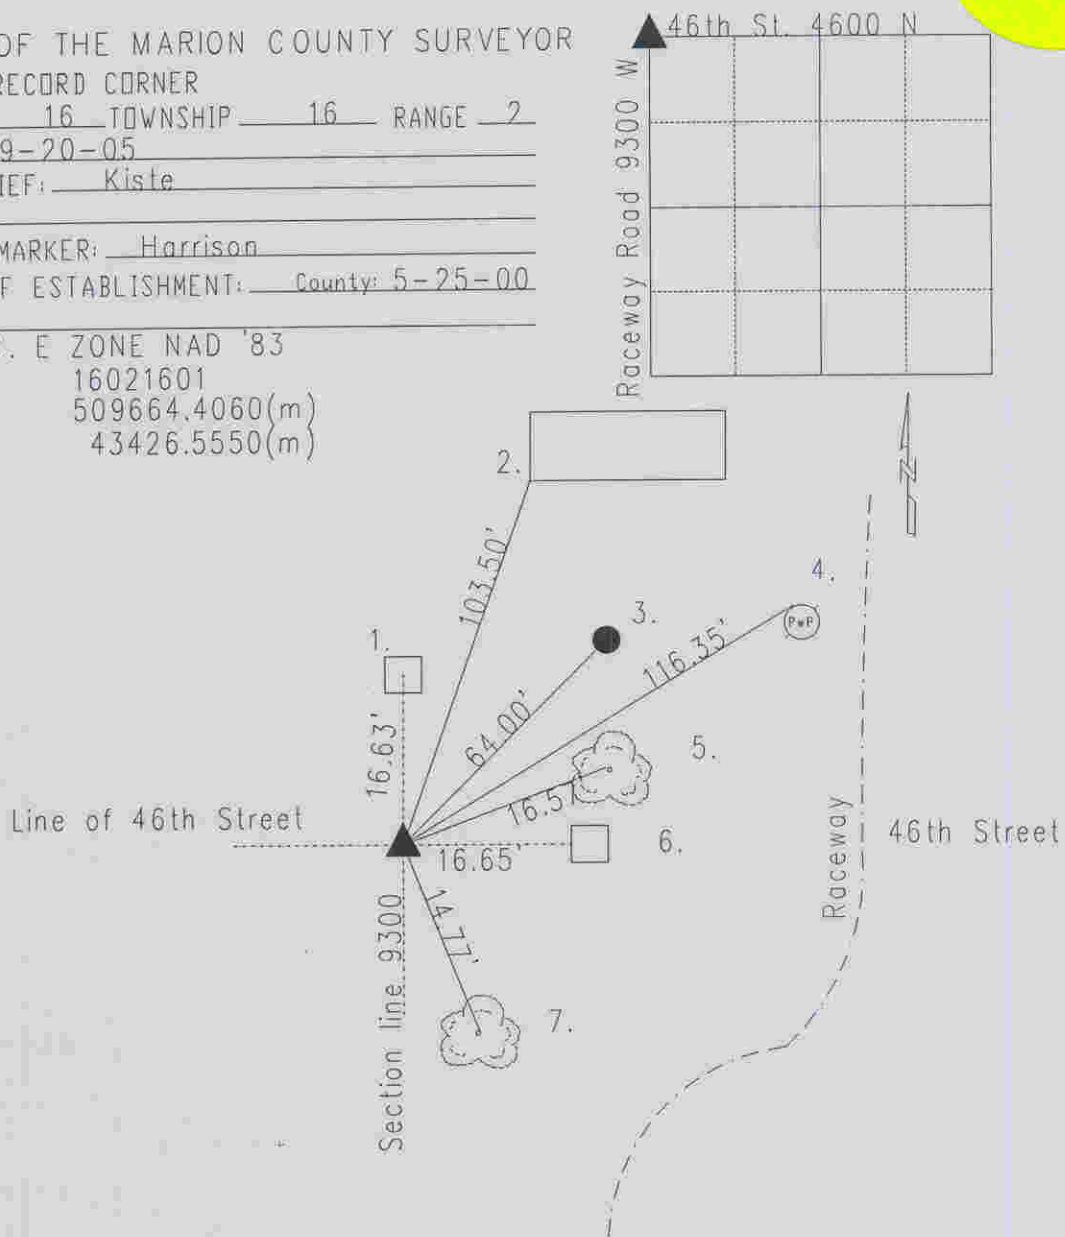 OF THE MARION COUNTY SURVEYOR
RECORD CORNER
16 TOWNSHIP 16 RANGE 2
9-20-05
IEF: Kiste
MARKER: Harrison
F ESTABLISHMENT: County: 5-25-00
. E ZONE NAD '83
16021601
509664.4060(m)
43426.5550(m)
46th St. 4600 N
Raceway Road 9300 W
N
2.
103.50'
4.
PwP
3.
116.35'
1.
64.00'
16.63'
5.
16.57
Line of 46th Street
16.65'
6.
Raceway
46th Street
14.77'
Section line 9300
7.